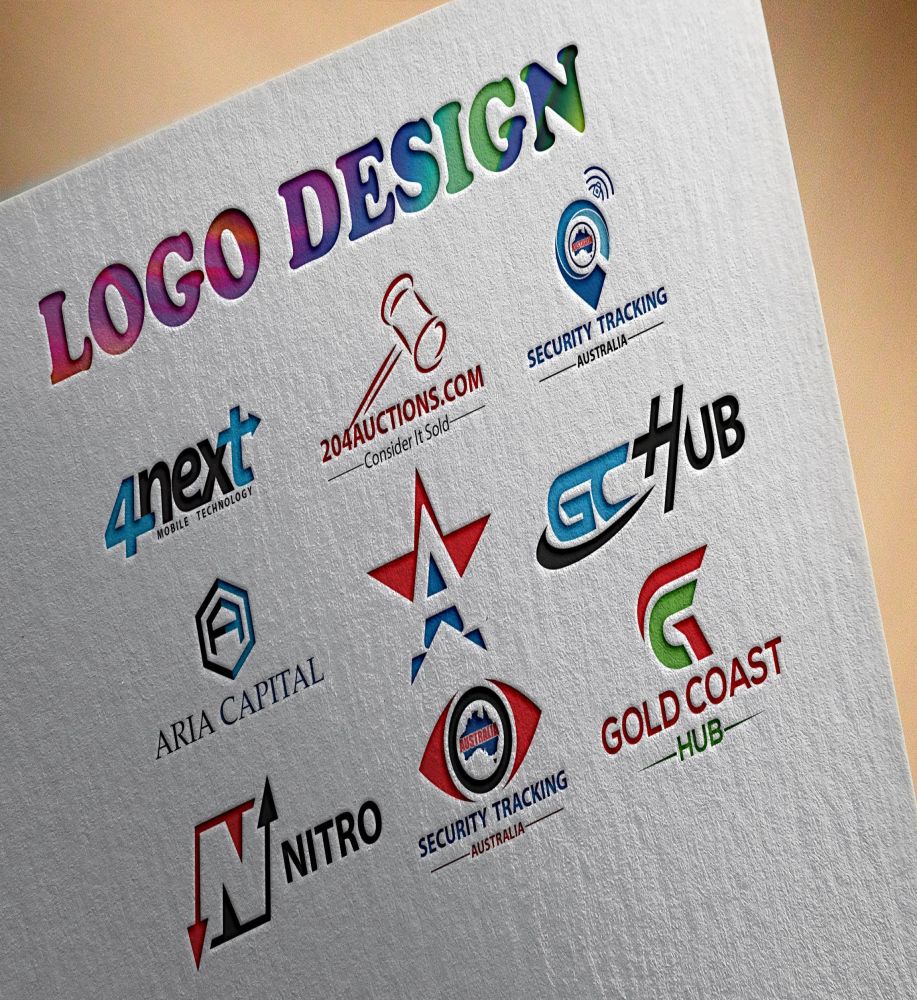 LOGO DESIGN
SECURITY TRACKING
AUSTRALIA
AUSTRALIA
204AUCTIONS.COM
Consider It Sold
4next
MOBILE TECHNOLOGY
GC HUB
A
ARIA CAPITAL
G
GOLD COAST
HUB
AUSTRALIA
SECURITY TRACKING
AUSTRALIA
N
NITRO